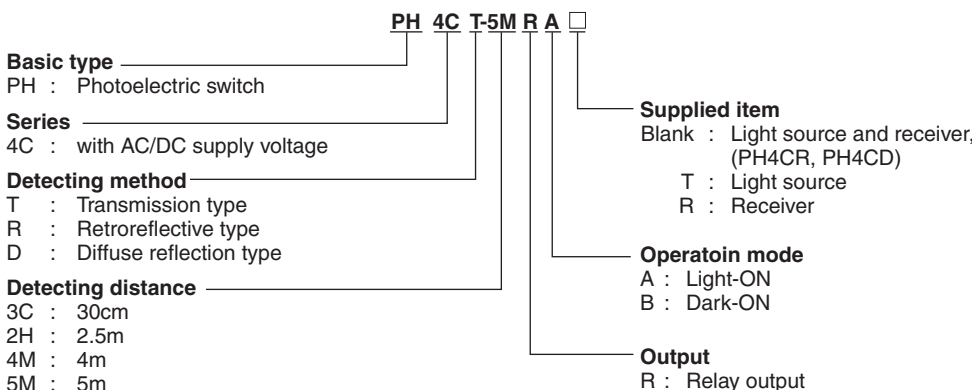 PH 4C T-5M R A □
Basic type
PH : Photoelectric switch
Series
4C : with AC/DC supply voltage
Detecting method
T : Transmission type
R : Retroreflective type
D : Diffuse reflection type
Detecting distance
3C : 30cm
2H : 2.5m
4M : 4m
5M : 5m
Supplied item
Blank : Light source and receiver,
(PH4CR, PH4CD)
T : Light source
R : Receiver
Operatoin mode
A : Light-ON
B : Dark-ON
Output
R : Relay output